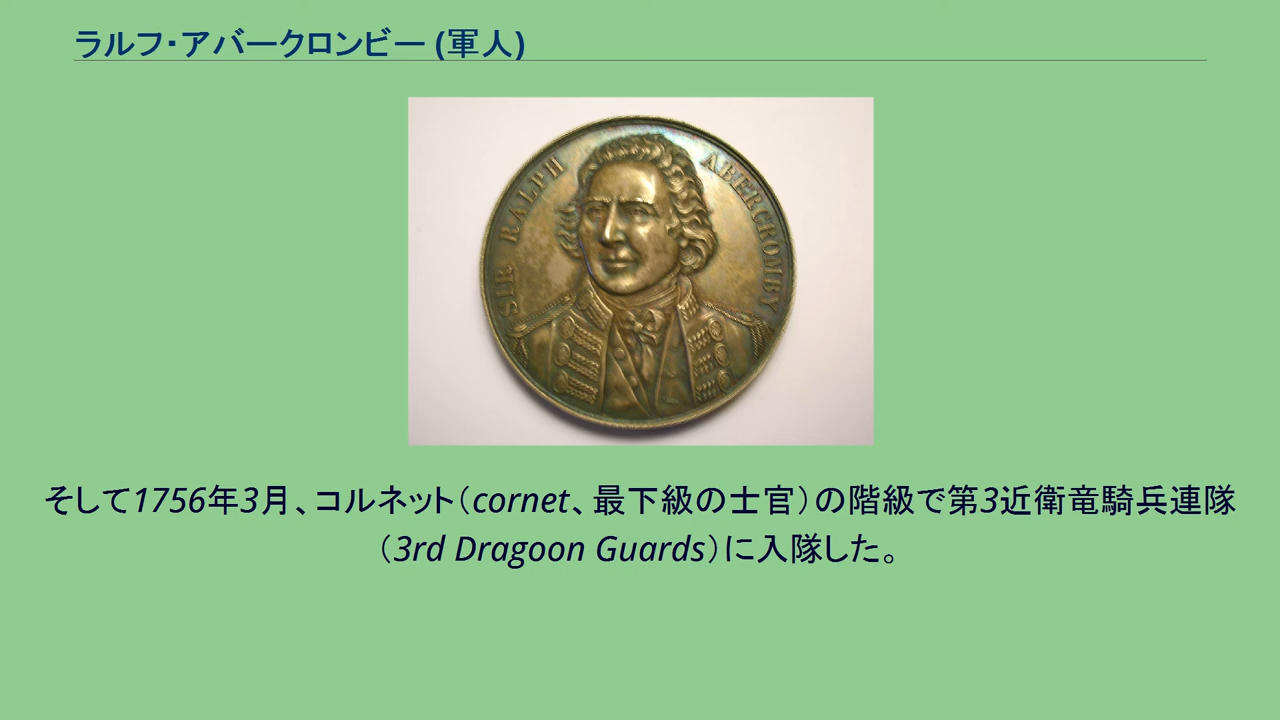 ラルフ・アバークロンビー (軍人)
SIR RALPH ABERCROMBY
そして1756年3月、コルネット（cornet、最下級の士官）の階級で第3近衛竜騎兵連隊
（3rd Dragoon Guards）に入隊した。